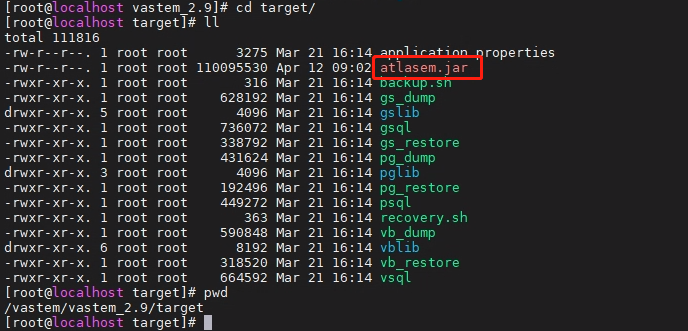 [root@localhost vastem_2.9]# cd target/
[root@localhost target]# ll
total 111816
-rw-r--r--. 1 root root      3275 Mar 21 16:14 application properties
-rw-r--r--. 1 root root 110095530 Apr 12 09:02 atlasem.jar
-rwxr-xr-x. 1 root root       316 Mar 21 16:14 backup.sh
-rwxr-xr-x. 1 root root    628192 Mar 21 16:14 gs_dump
drwxr-xr-x. 5 root root      4096 Mar 21 16:14 gslib
-rwxr-xr-x. 1 root root    736072 Mar 21 16:14 gsql
-rwxr-xr-x. 1 root root    338792 Mar 21 16:14 gs_restore
-rwxr-xr-x. 1 root root    431624 Mar 21 16:14 pg_dump
drwxr-xr-x. 3 root root      4096 Mar 21 16:14 pglib
-rwxr-xr-x. 1 root root    192496 Mar 21 16:14 pg_restore
-rwxr-xr-x. 1 root root    449272 Mar 21 16:14 psql
-rwxr-xr-x. 1 root root       363 Mar 21 16:14 recovery.sh
-rwxr-xr-x. 1 root root    590848 Mar 21 16:14 vb_dump
drwxr-xr-x. 6 root root      8192 Mar 21 16:14 vblib
-rwxr-xr-x. 1 root root    318520 Mar 21 16:14 vb_restore
-rwxr-xr-x. 1 root root    664592 Mar 21 16:14 vsql
[root@localhost target]# pwd
/vastem/vastem_2.9/target
[root@localhost target]#